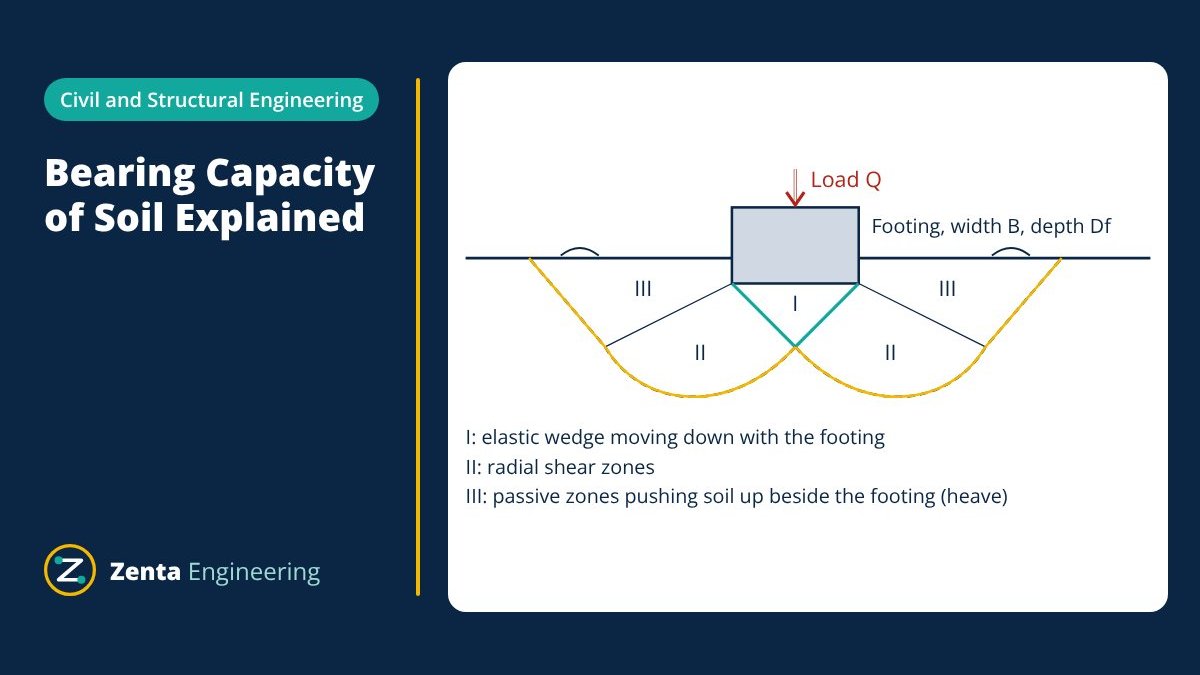 Civil and Structural Engineering
Bearing Capacity
of Soil Explained
Load Q
Footing, width B, depth Df
III
I
III
II
II
I: elastic wedge moving down with the footing
II: radial shear zones
III: passive zones pushing soil up beside the footing (heave)
Z
Zenta Engineering